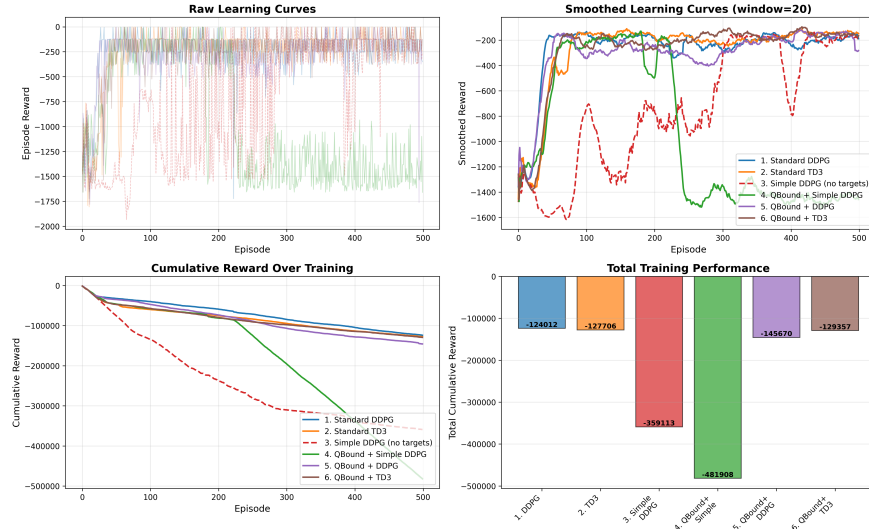 Raw Learning Curves
0
−250
−500
−750
−1000
−1250
−1500
−1750
−2000
Episode Reward
0
100
200
300
400
500
Episode
Smoothed Learning Curves (window=20)
−200
−400
−600
−800
−1000
−1200
−1400
−1600
Smoothed Reward
0
100
200
300
400
500
Episode
1. Standard DDPG
2. Standard TD3
3. Simple DDPG (no targets)
4. QBound + Simple DDPG
5. QBound + DDPG
6. QBound + TD3
Cumulative Reward Over Training
0
−100000
−200000
−300000
−400000
−500000
Cumulative Reward
0
100
200
300
400
500
Episode
1. Standard DDPG
2. Standard TD3
3. Simple DDPG (no targets)
4. QBound + Simple DDPG
5. QBound + DDPG
6. QBound + TD3
Total Training Performance
0
−100000
−200000
−300000
−400000
−500000
Total Cumulative Reward
-124012
-127706
-359113
-481908
-145670
-129357
1. DDPG
2. TD3
3. Simple
DDPG
4. QBound+
Simple
5. QBound+
DDPG
6. QBound+
TD3